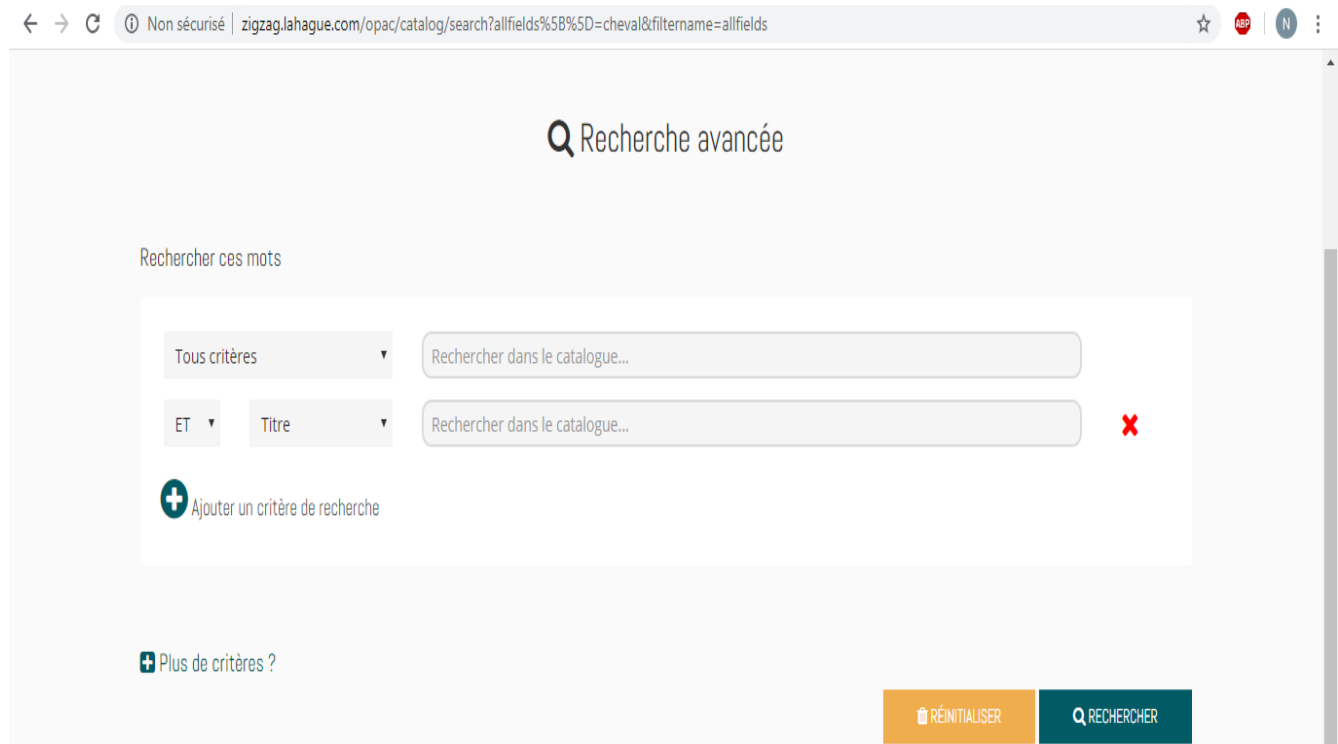 Non sécurisé | zigzag.lahague.com/opac/catalog/search?allfields%5B%5D=cheval&filtername=allfields
ABP
N
Recherche avancée
Rechercher ces mots
Tous critères
Rechercher dans le catalogue...
ET
Titre
Rechercher dans le catalogue...
Ajouter un critère de recherche
Plus de critères ?
RÉINITIALISER
RECHERCHER